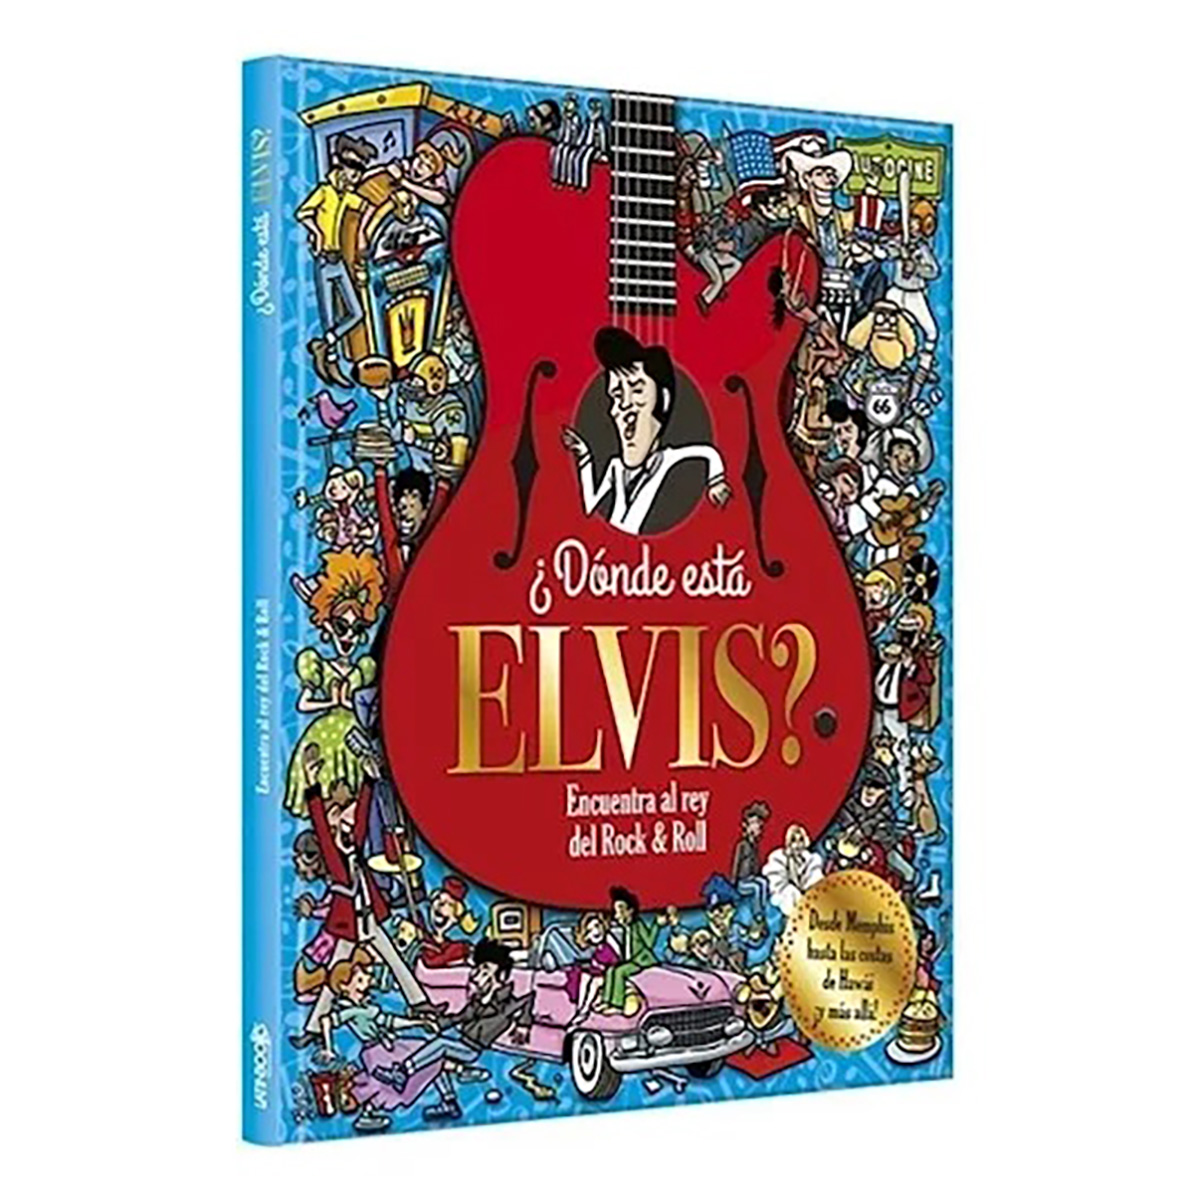 ¿Dónde está ELVIS?
Encuentra al rey del Rock & Roll
AUTOCINE
66
50
¿Dónde está
ELVIS?
Encuentra al rey
del Rock & Roll
Desde Memphis
hasta las costas
de Hawái
¡y más allá!